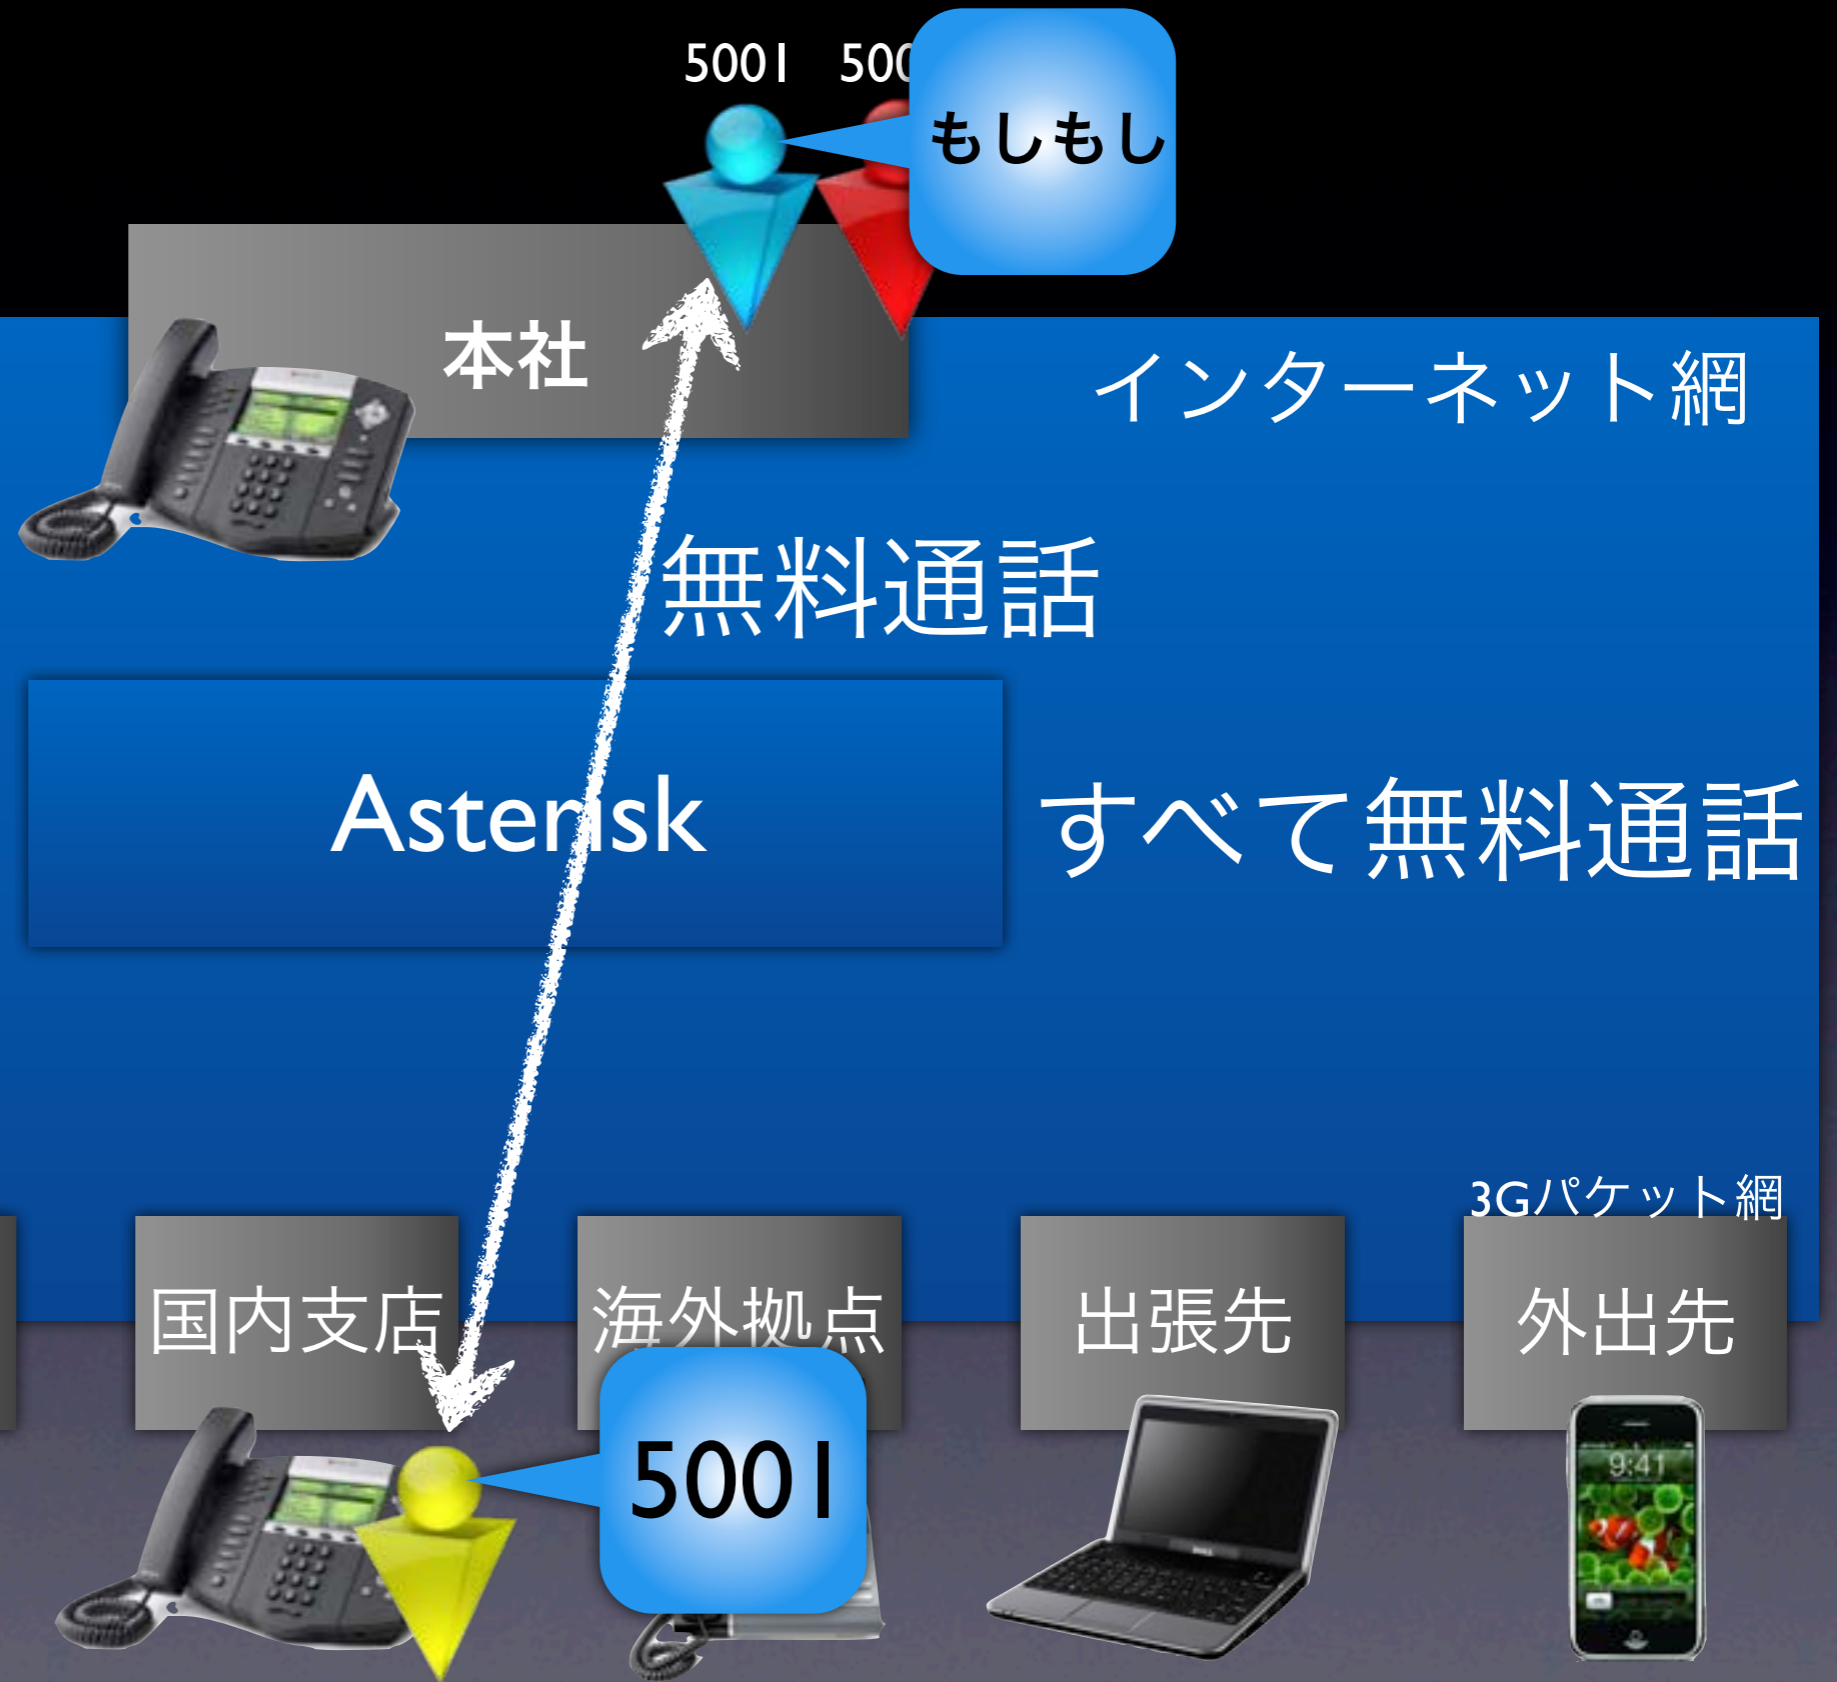 5001
もしもし
本社
インターネット網
無料通話
Asterisk
すべて無料通話
3Gパケット網
国内支店
海外拠点
出張先
外出先
5001
9:41